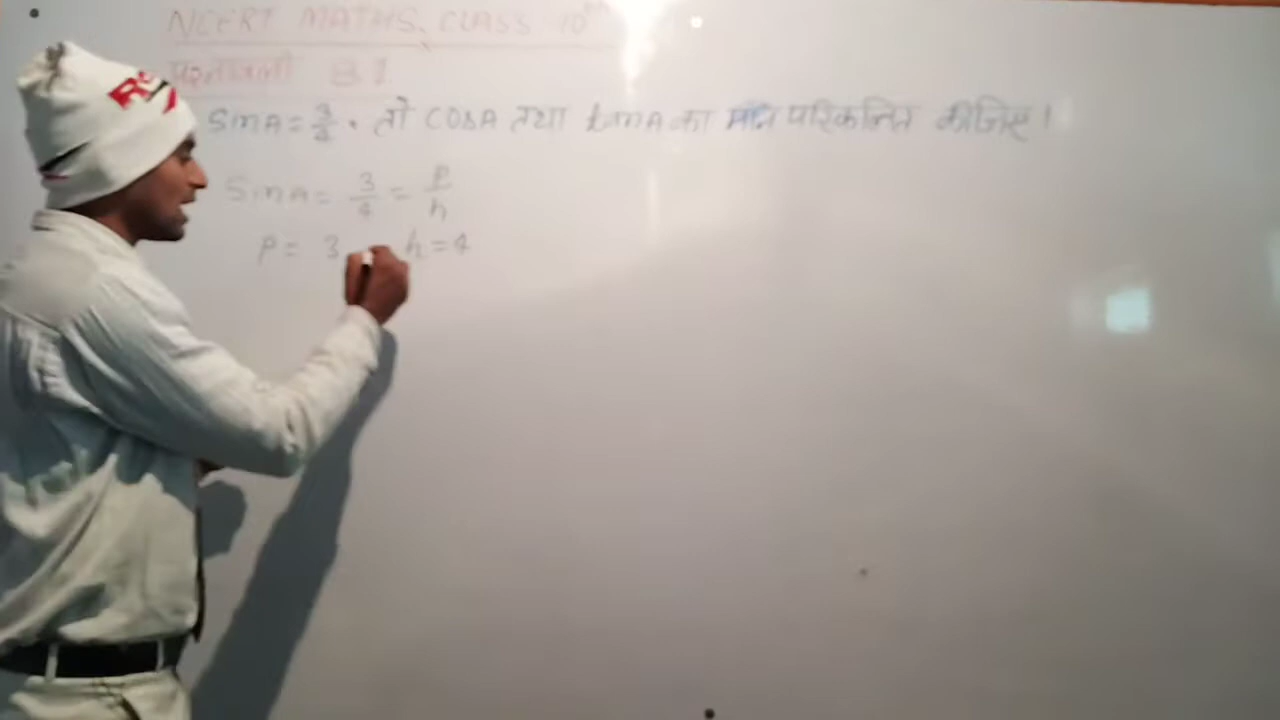 NCERT MATHS CLASS 10th
प्रश्नावली 8.1
SinA = 3/4 . तो COSA तथा tanA का मान परिकलित कीजिए।
SinA = 3/4 = P/h
P = 3 h = 4